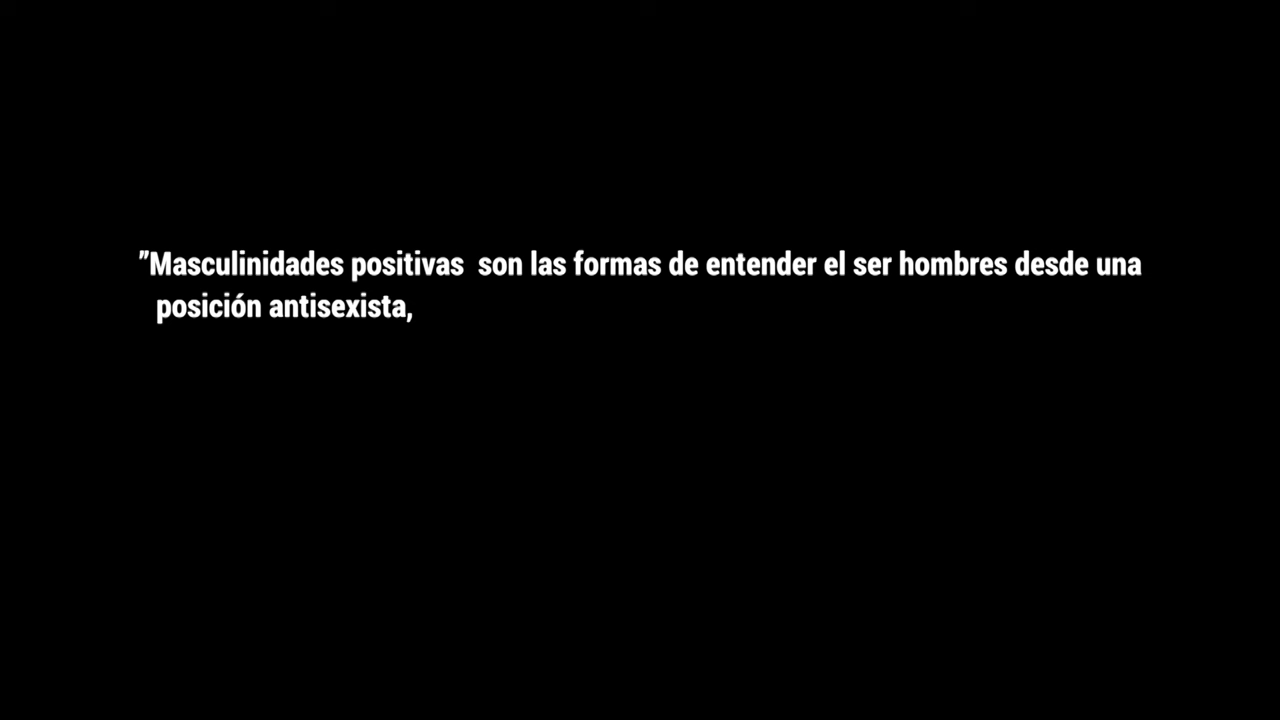 ”Masculinidades positivas  son las formas de entender el ser hombres desde una
posición antisexista,